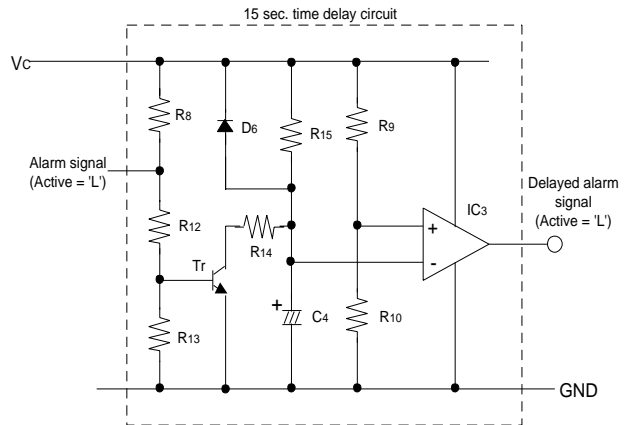 15 sec. time delay circuit
Vc
R8
D6
R15
R9
Alarm signal
(Active = 'L')
Delayed alarm
signal
(Active = 'L')
IC3
R12
R14
+
-
Tr
+
C4
R10
R13
GND